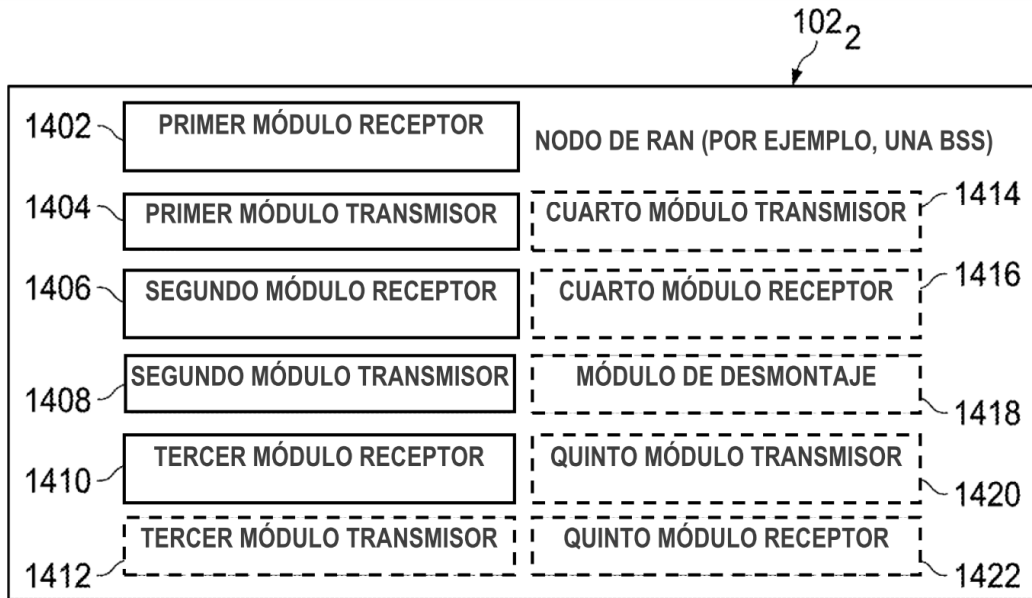 102₂
1402 PRIMER MÓDULO RECEPTOR NODO DE RAN (POR EJEMPLO, UNA BSS)
1404 PRIMER MÓDULO TRANSMISOR CUARTO MÓDULO TRANSMISOR 1414
1406 SEGUNDO MÓDULO RECEPTOR CUARTO MÓDULO RECEPTOR 1416
1408 SEGUNDO MÓDULO TRANSMISOR MÓDULO DE DESMONTAJE 1418
1410 TERCER MÓDULO RECEPTOR QUINTO MÓDULO TRANSMISOR 1420
1412 TERCER MÓDULO TRANSMISOR QUINTO MÓDULO RECEPTOR 1422